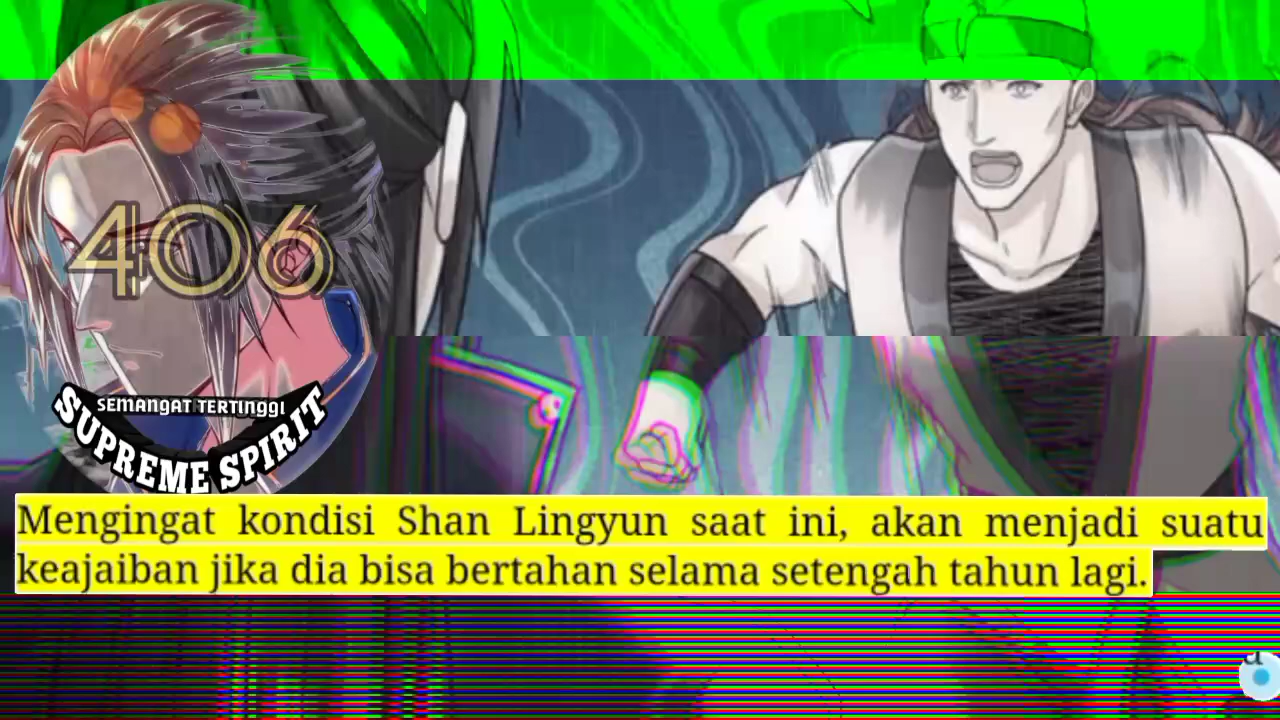 406
SEMANGAT TERTINGGI
SUPREME SPIRIT
Mengingat kondisi Shan Lingyun saat ini, akan menjadi suatu
keajaiban jika dia bisa bertahan selama setengah tahun lagi.